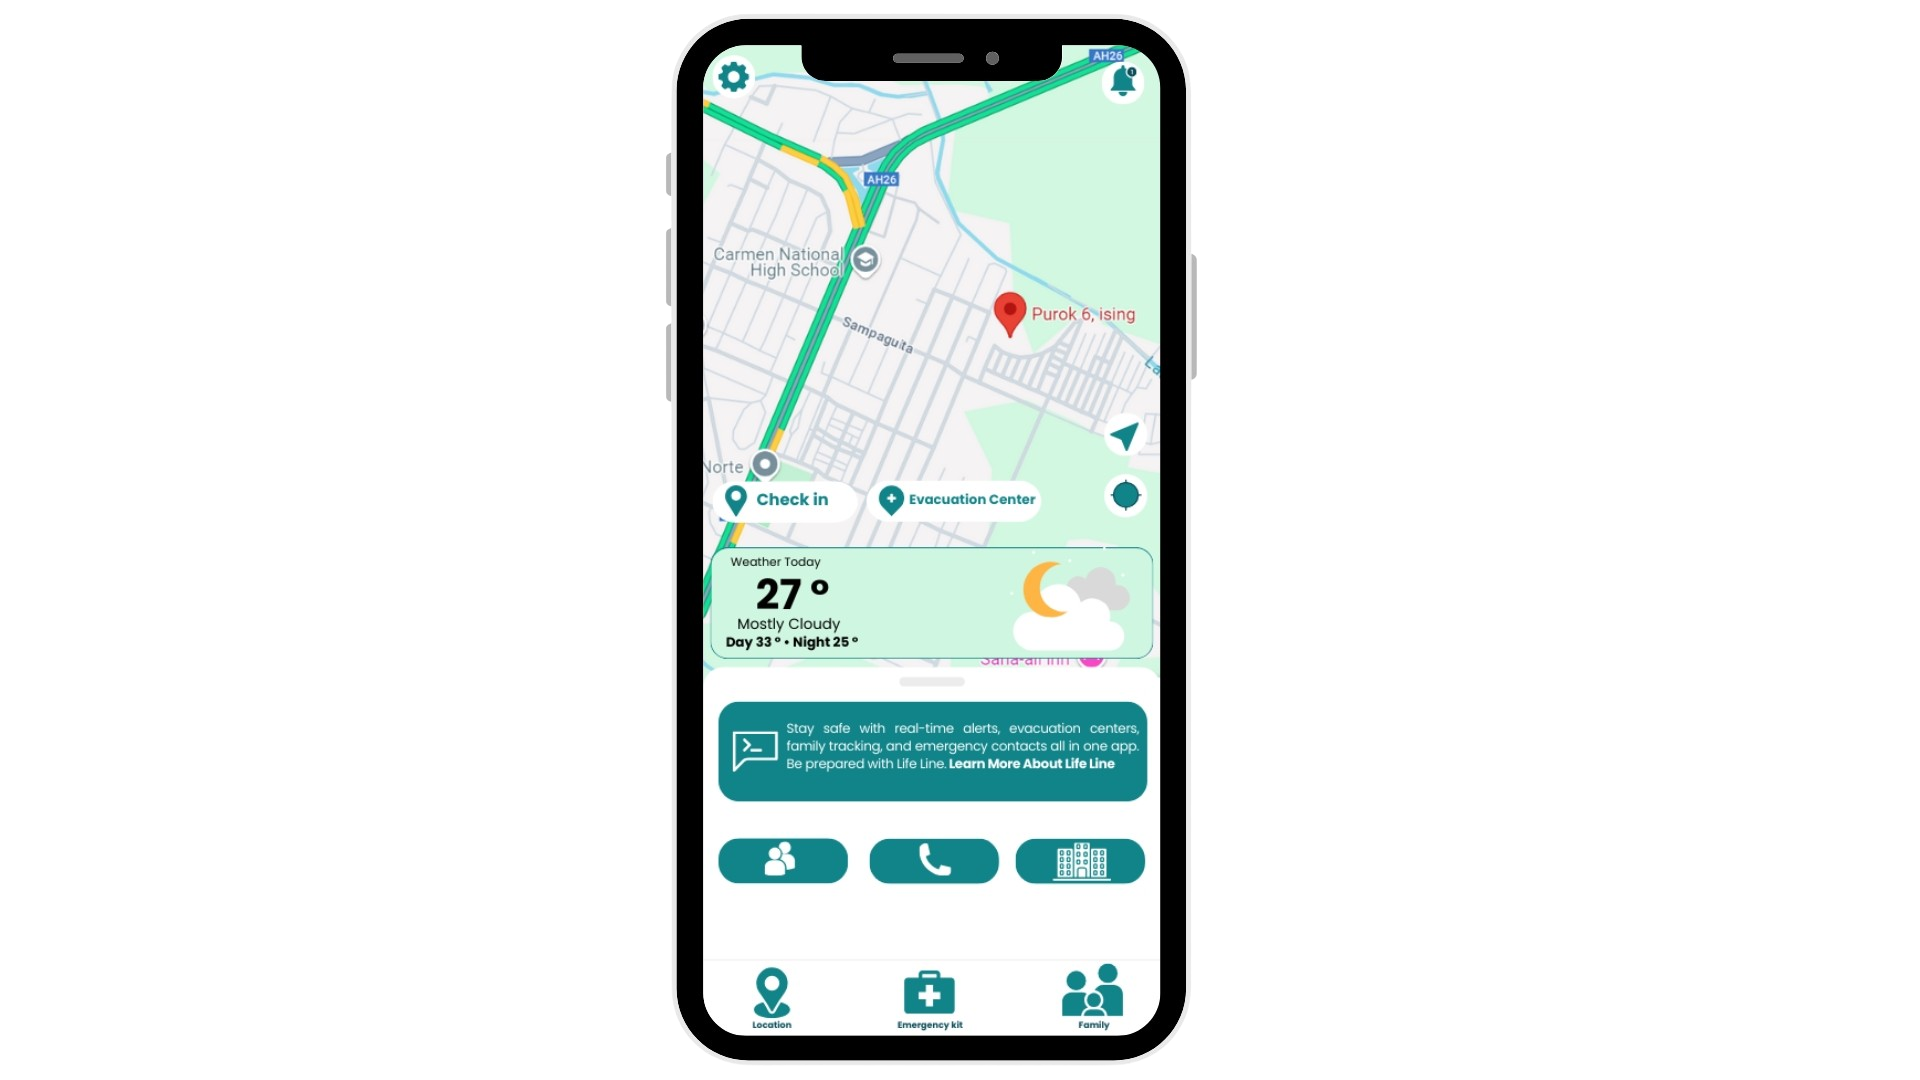 AH26
1
AH26
Carmen National
High School
Purok 6, ising
Sampaguita
Norte
Check in
Evacuation Center
Weather Today
27 °
Mostly Cloudy
Day 33 ° • Night 25 °
Stay safe with real-time alerts, evacuation centers,
family tracking, and emergency contacts all in one app.
Be prepared with Life Line. Learn More About Life Line
Location
Emergency kit
Family